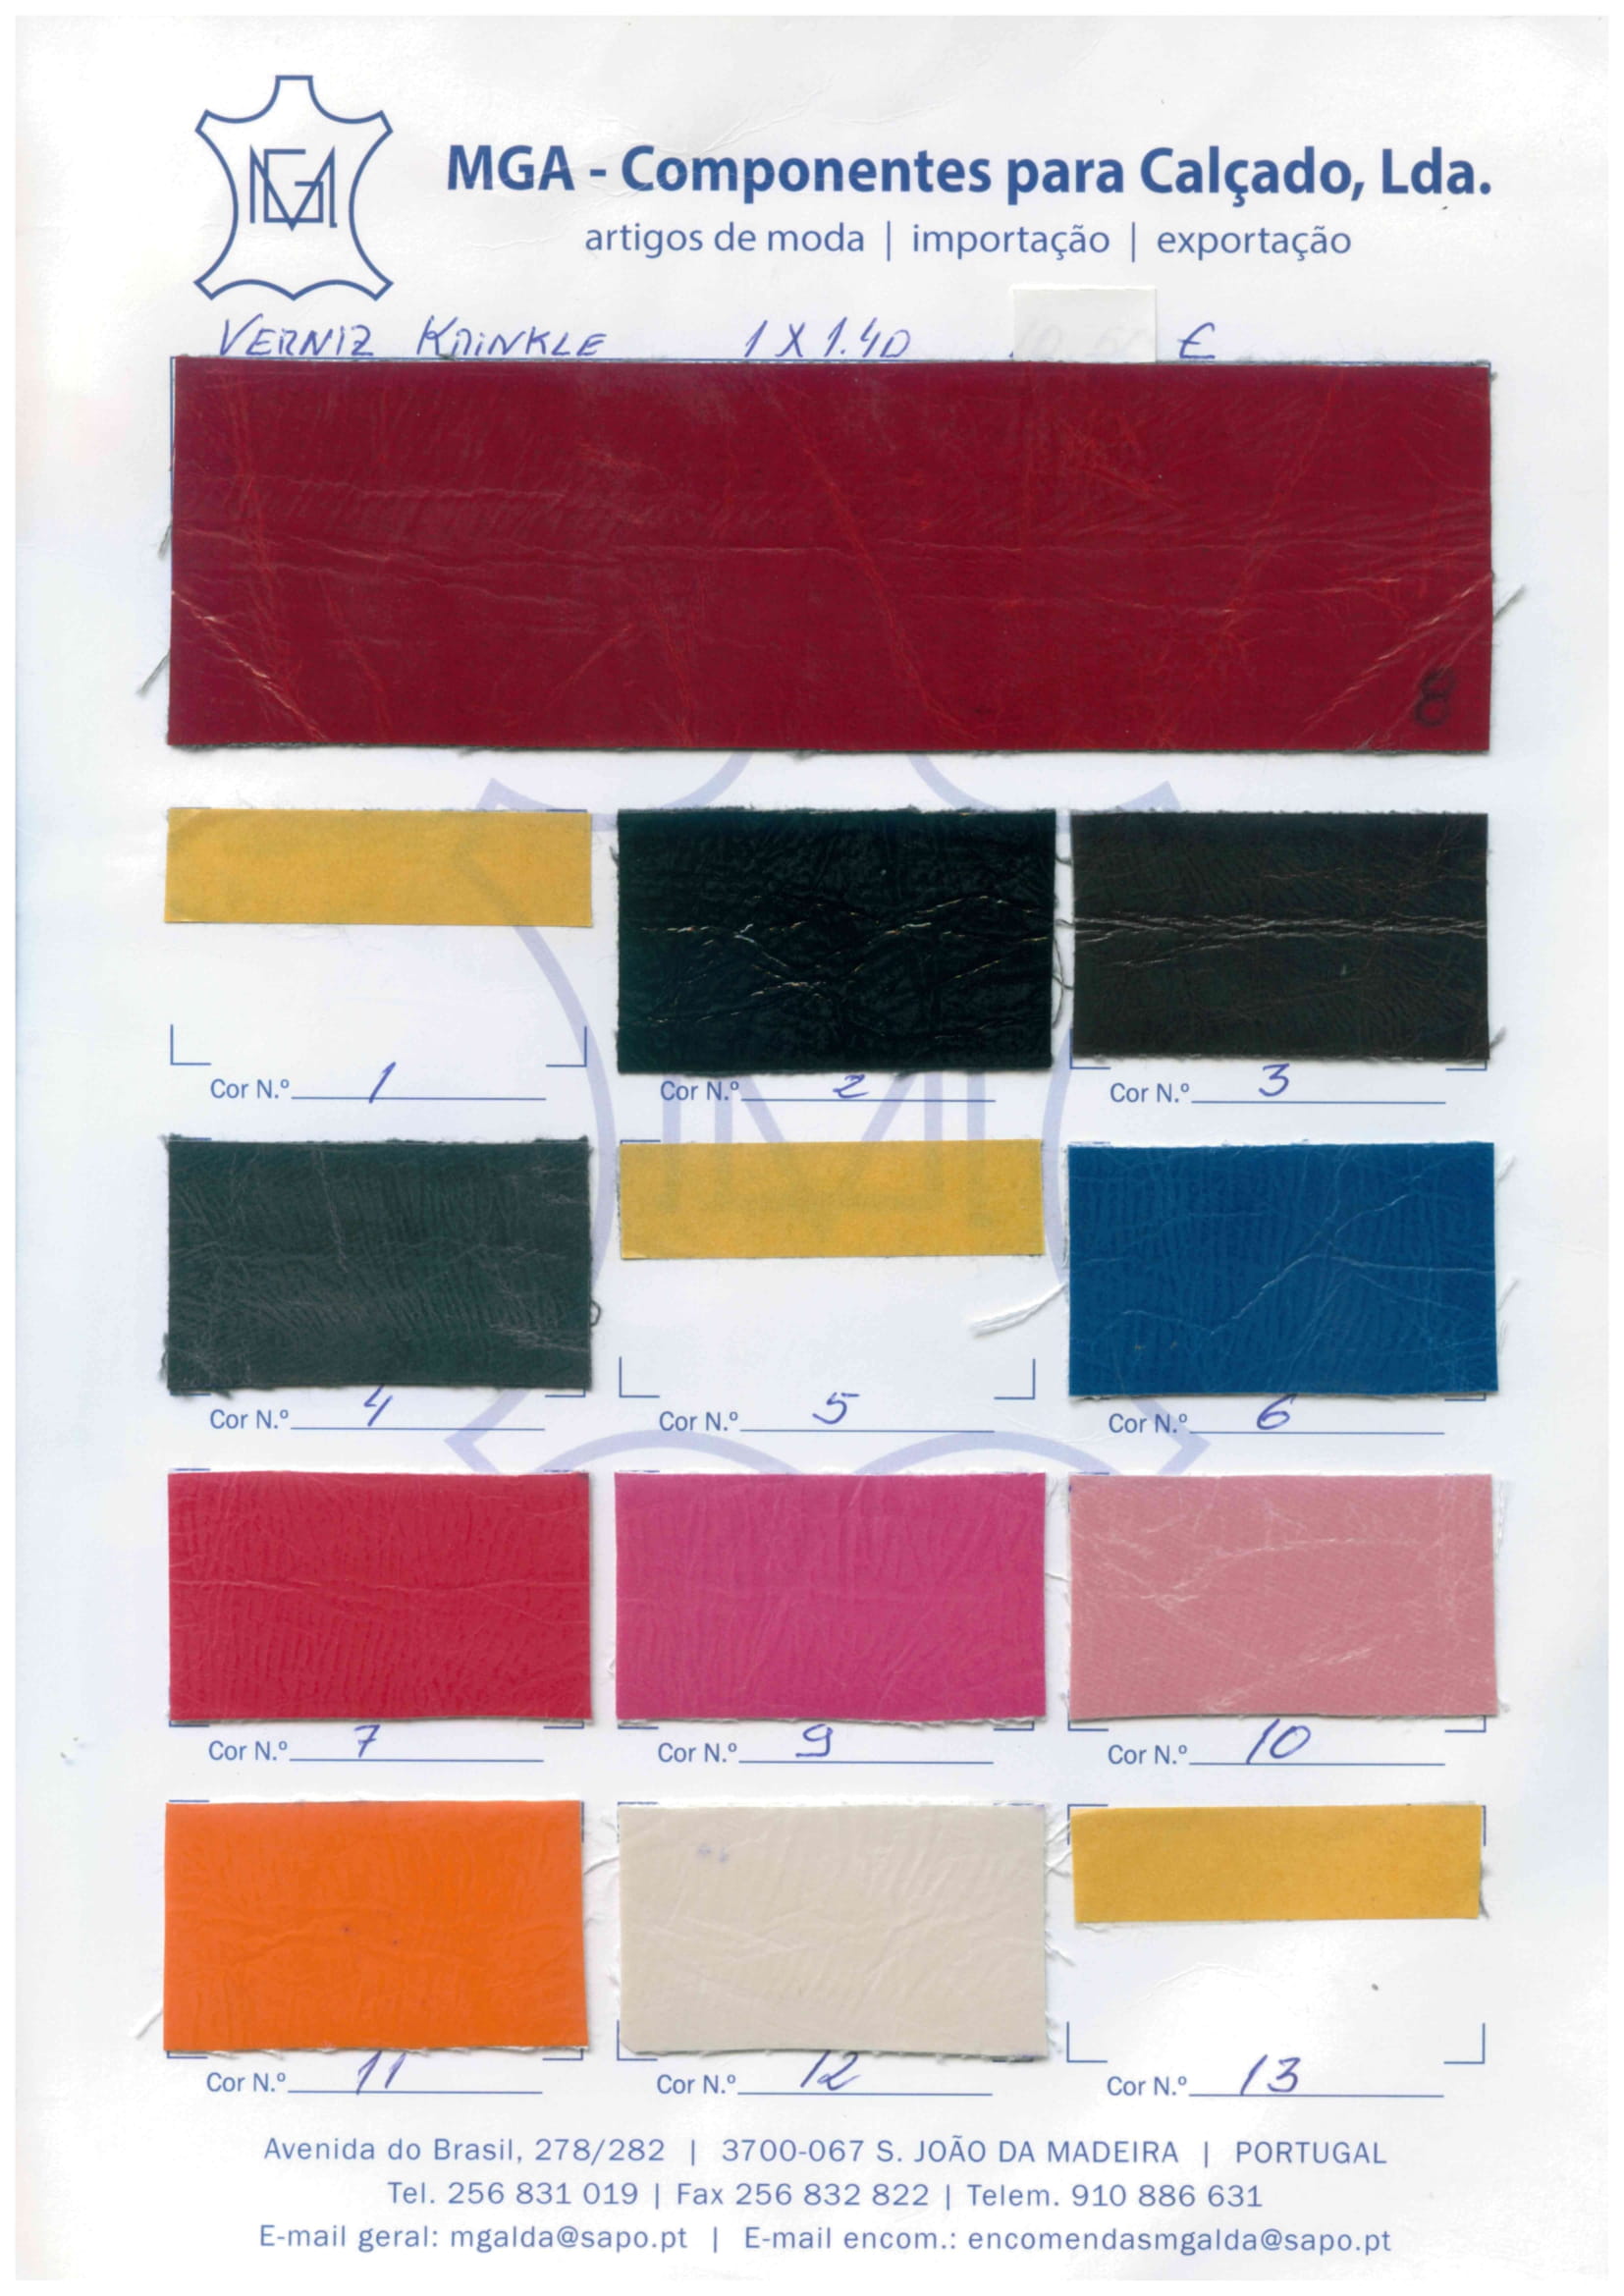 MGA
MGA - Componentes para Calçado, Lda.
artigos de moda | importação | exportação
VERNIZ KRINKLE 1 X 1.40 €
8
Cor N.º 1
Cor N.º 2
Cor N.º 3
Cor N.º 4
Cor N.º 5
Cor N.º 6
Cor N.º 7
Cor N.º 9
Cor N.º 10
Cor N.º 11
Cor N.º 12
Cor N.º 13
Avenida do Brasil, 278/282 | 3700-067 S. JOÃO DA MADEIRA | PORTUGAL
Tel. 256 831 019 | Fax 256 832 822 | Telem. 910 886 631
E-mail geral: mgalda@sapo.pt | E-mail encom.: encomendasmgalda@sapo.pt